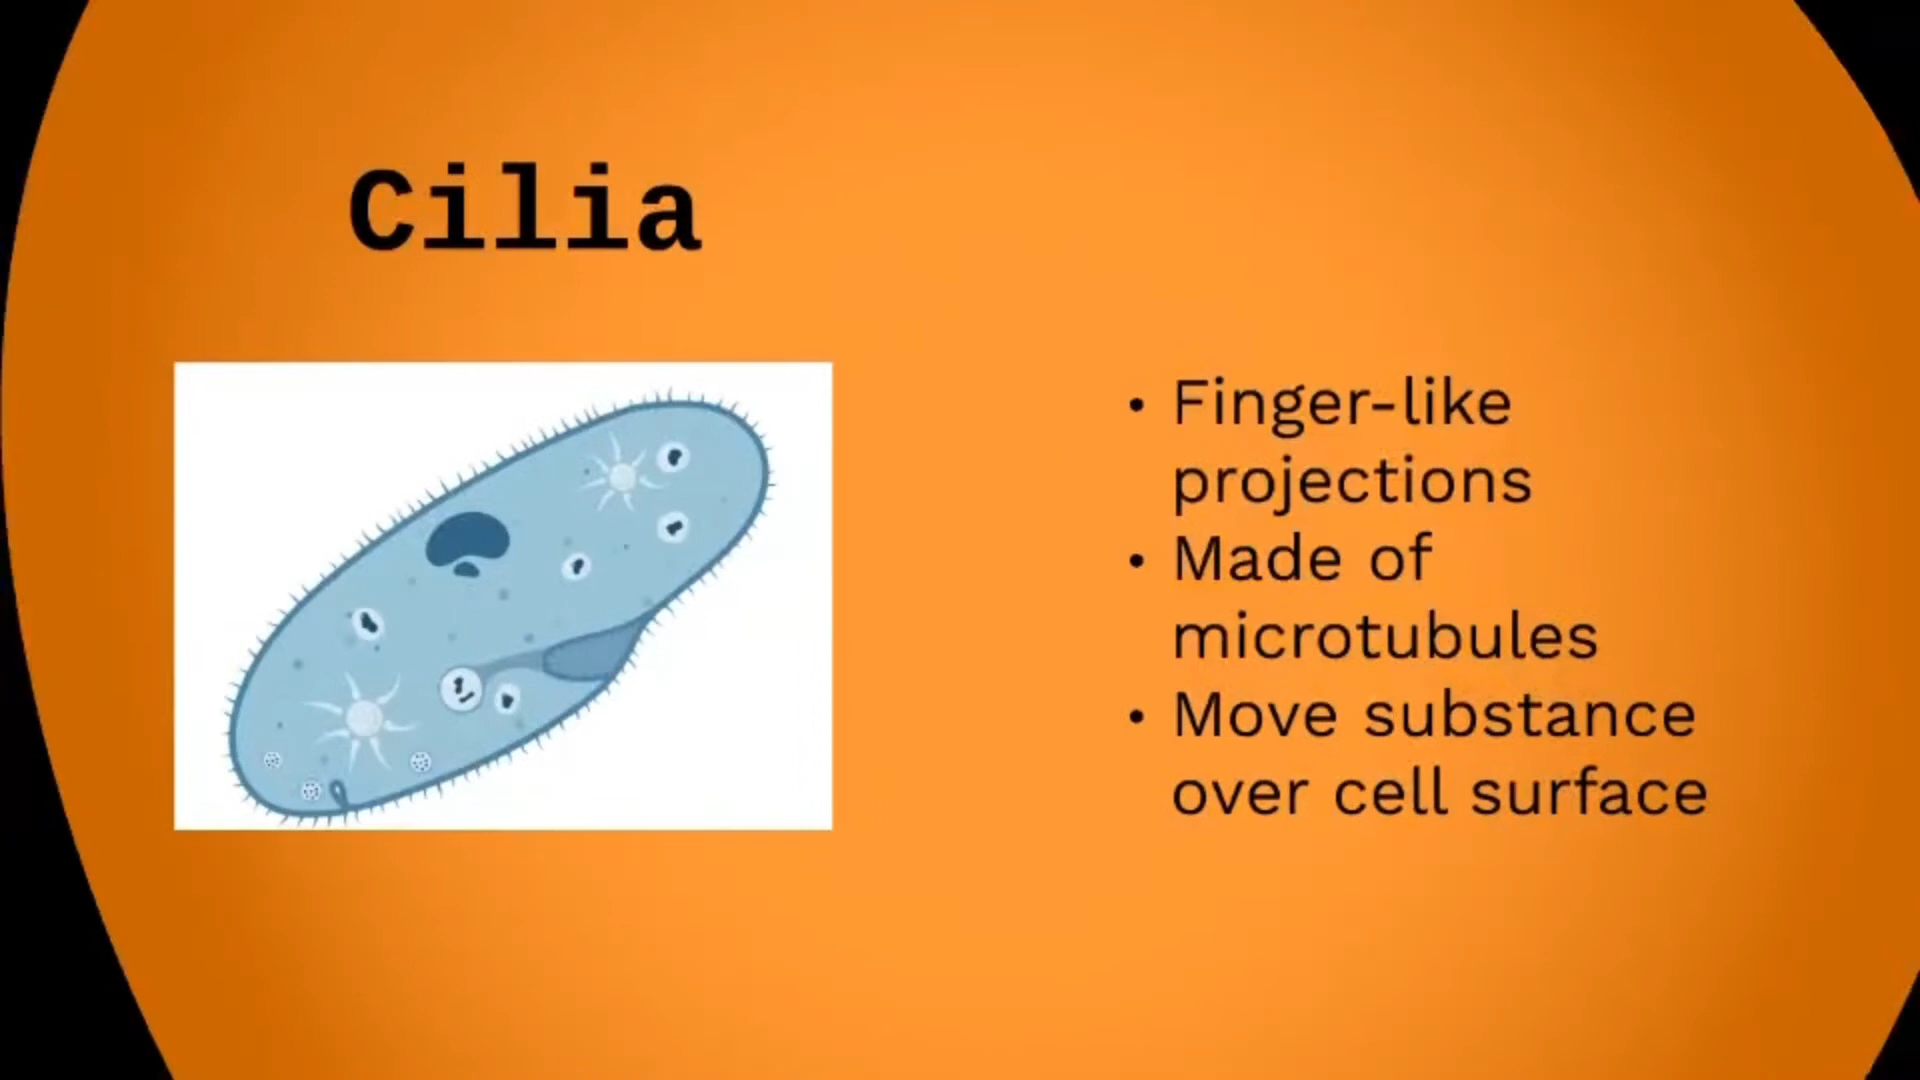 Cilia
• Finger-like
projections
• Made of
microtubules
• Move substance
over cell surface